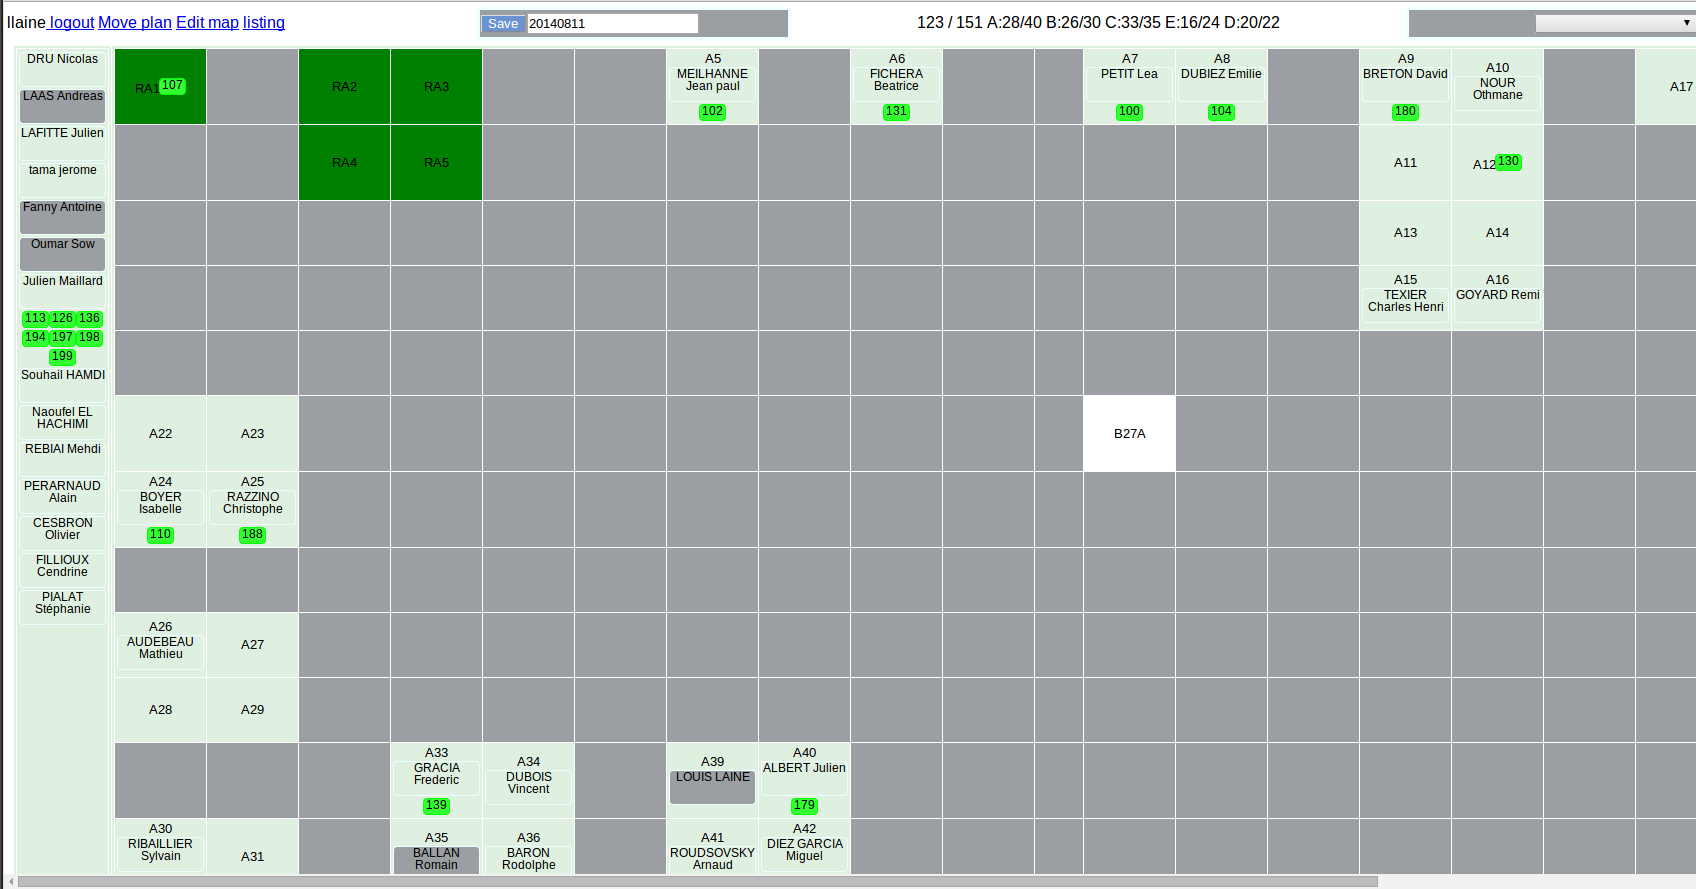 llaine logout Move plan Edit map listing
Save 20140811
123 / 151 A:28/40 B:26/30 C:33/35 E:16/24 D:20/22
DRU Nicolas
LAAS Andreas
LAFITTE Julien
tama jerome
Fanny Antoine
Oumar Sow
Julien Maillard
113 126 136
194 197 198
199
Souhail HAMDI
Naoufel EL
HACHIMI
REBIAI Mehdi
PERARNAUD
Alain
CESBRON
Olivier
FILLIOUX
Cendrine
PIALAT
Stéphanie
RA1 107
RA2
RA3
A5
MEILHANNE
Jean paul
102
A6
FICHERA
Beatrice
131
A7
PETIT Lea
100
A8
DUBIEZ Emilie
104
A9
BRETON David
180
A10
NOUR
Othmane
A17
RA4
RA5
A11
A12 130
A13
A14
A15
TEXIER
Charles Henri
A16
GOYARD Remi
A22
A23
B27A
A24
BOYER
Isabelle
110
A25
RAZZINO
Christophe
188
A26
AUDEBEAU
Mathieu
A27
A28
A29
A33
GRACIA
Frederic
139
A34
DUBOIS
Vincent
A39
LOUIS LAINE
A40
ALBERT Julien
179
A30
RIBAILLIER
Sylvain
A31
A35
BALLAN
Romain
A36
BARON
Rodolphe
A41
ROUDSOVSKY
Arnaud
A42
DIEZ GARCIA
Miguel